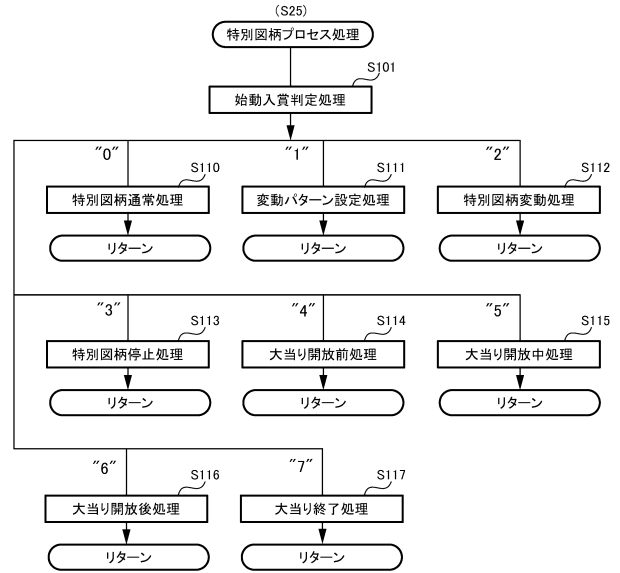 (S25)
特別図柄プロセス処理
S101
始動入賞判定処理
"0"
"1"
"2"
S110
S111
S112
特別図柄通常処理
変動パターン設定処理
特別図柄変動処理
リターン
リターン
リターン
"3"
"4"
"5"
S113
S114
S115
特別図柄停止処理
大当り開放前処理
大当り開放中処理
リターン
リターン
リターン
"6"
"7"
S116
S117
大当り開放後処理
大当り終了処理
リターン
リターン